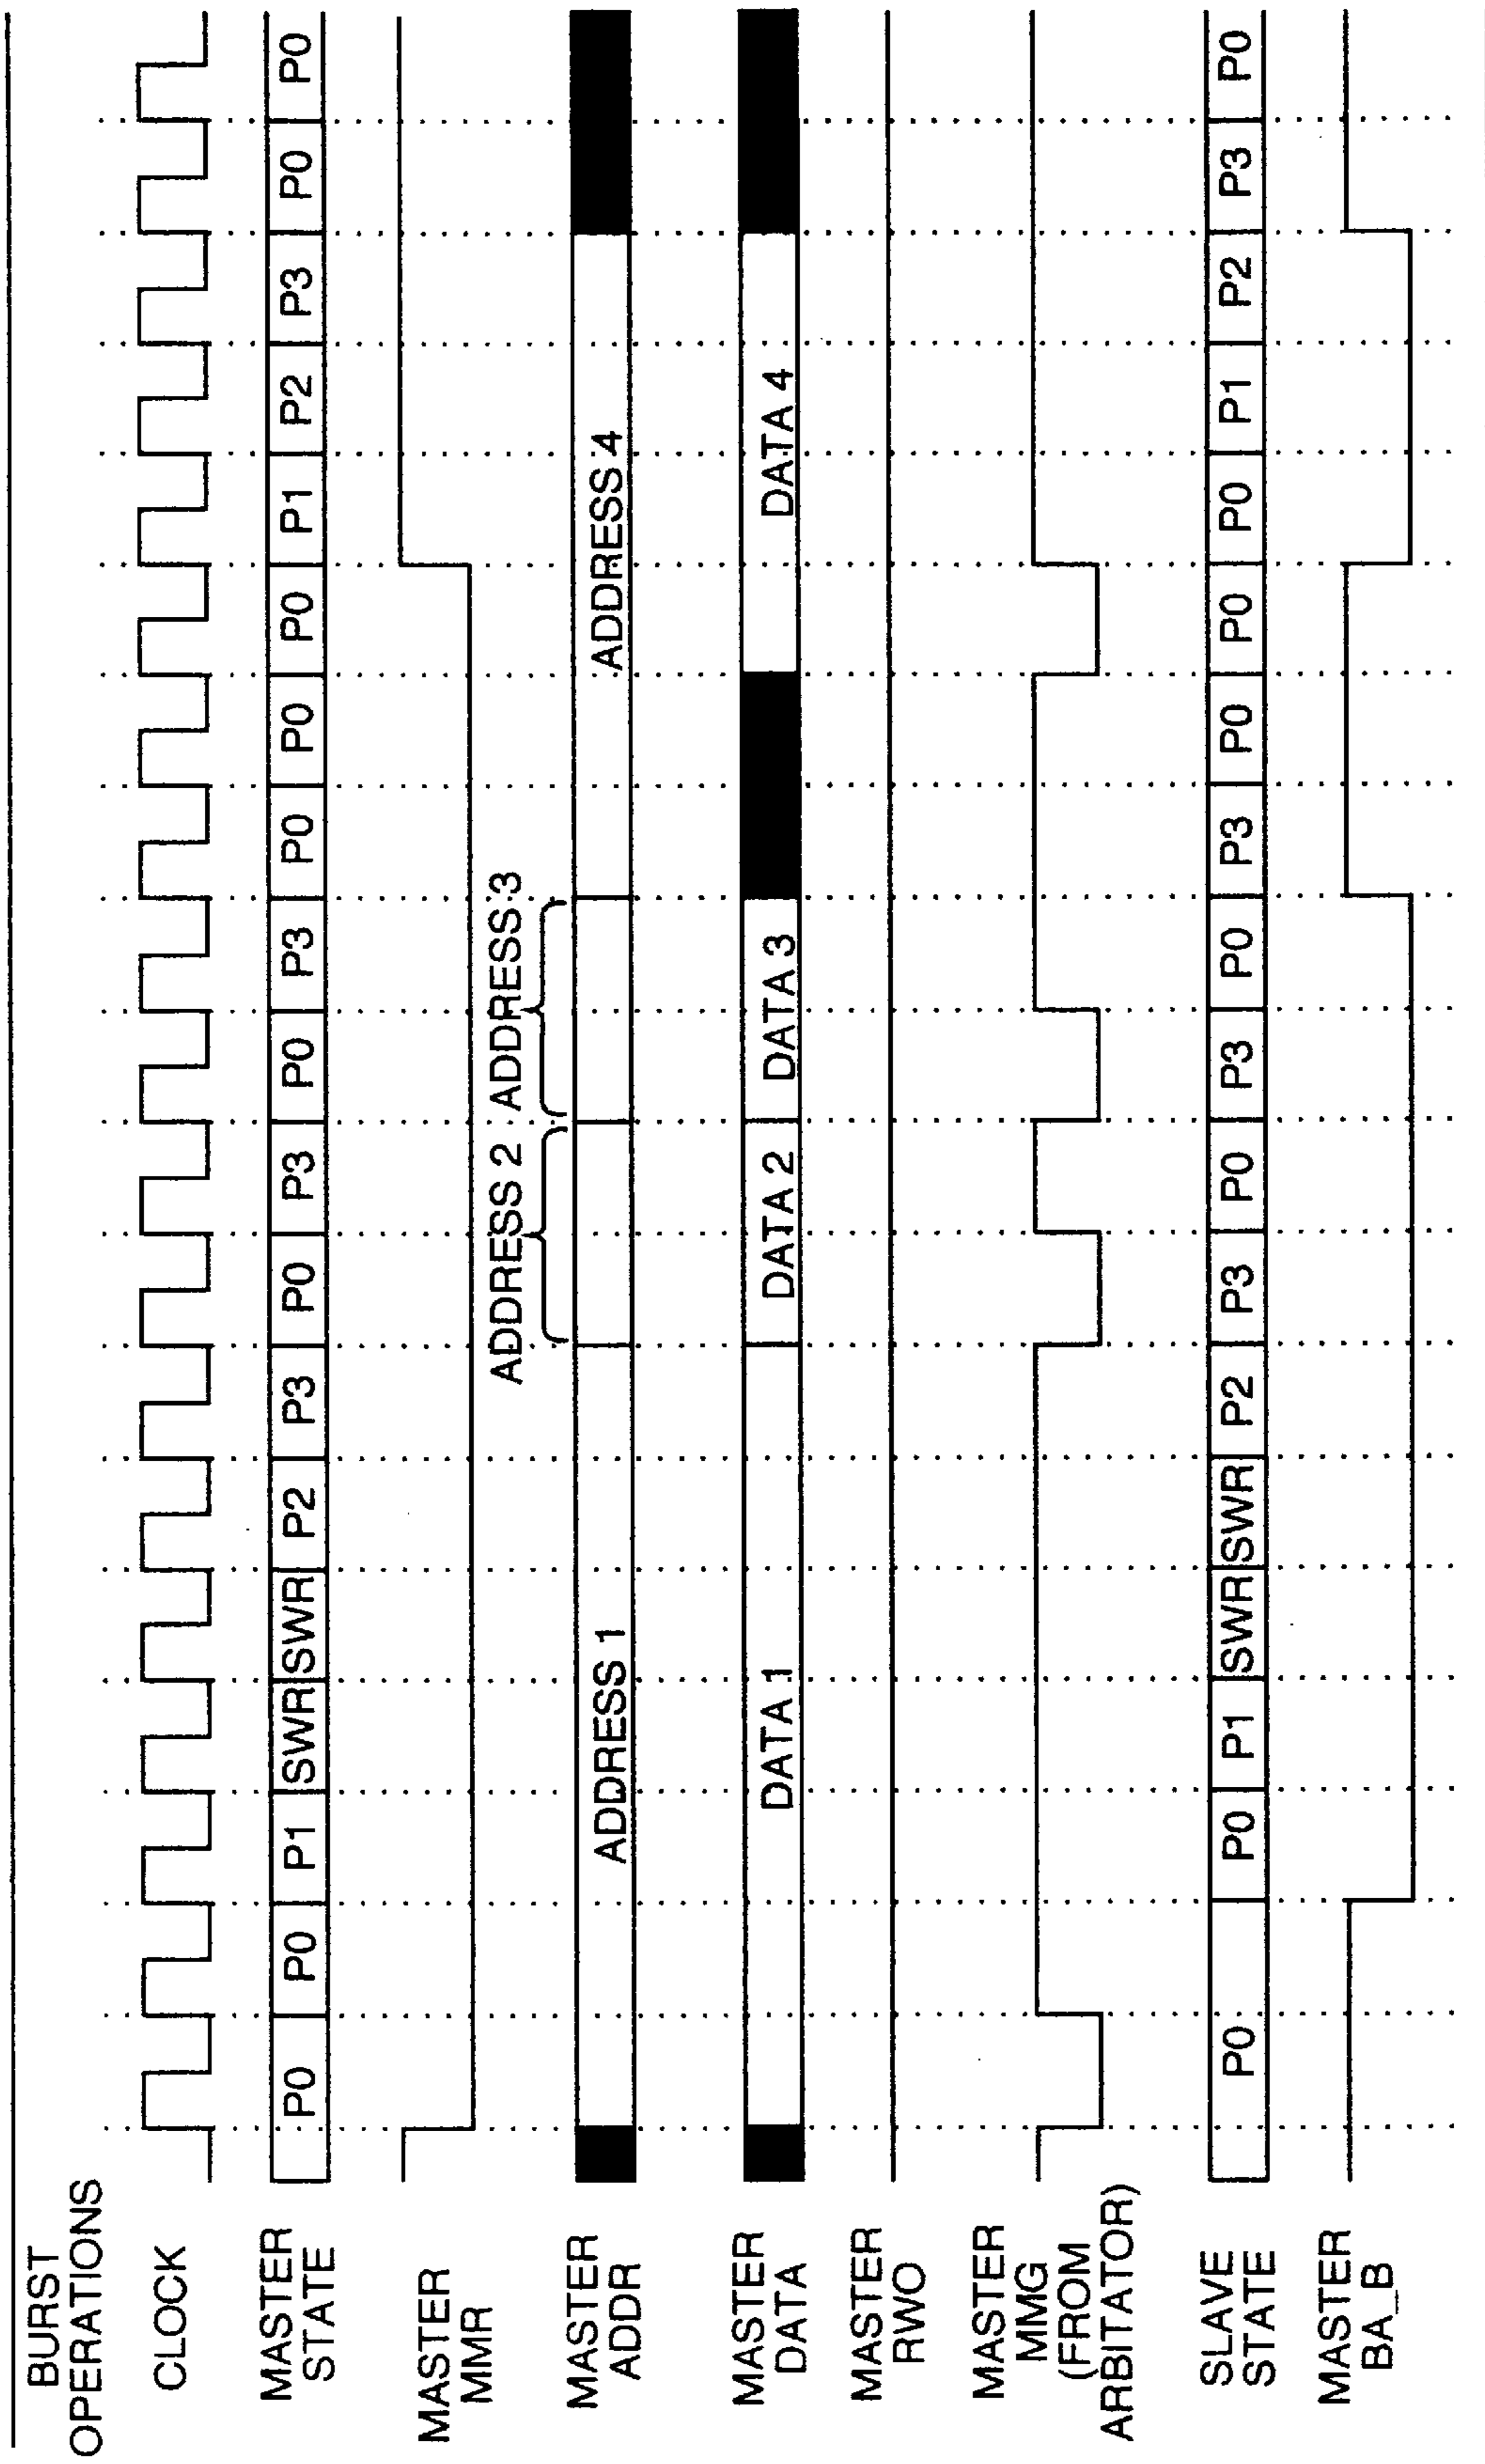 BURST
OPERATIONS
CLOCK
MASTER
STATE
P0 P0 P1 SWR SWR P2 P3 P0 P3 P0 P3 P0 P0 P0 P1 P2 P3 P0 P0
MASTER
MMR
ADDRESS 2 ADDRESS 3
MASTER
ADDR
ADDRESS 1 ADDRESS 4
MASTER
DATA
DATA 1 DATA 2 DATA 3 DATA 4
MASTER
RWO
MASTER
MMG
(FROM
ARBITATOR)
SLAVE
STATE
P0 P0 P1 SWR SWR P2 P3 P0 P3 P0 P3 P0 P0 P0 P1 P2 P3 P0
MASTER
BA_B